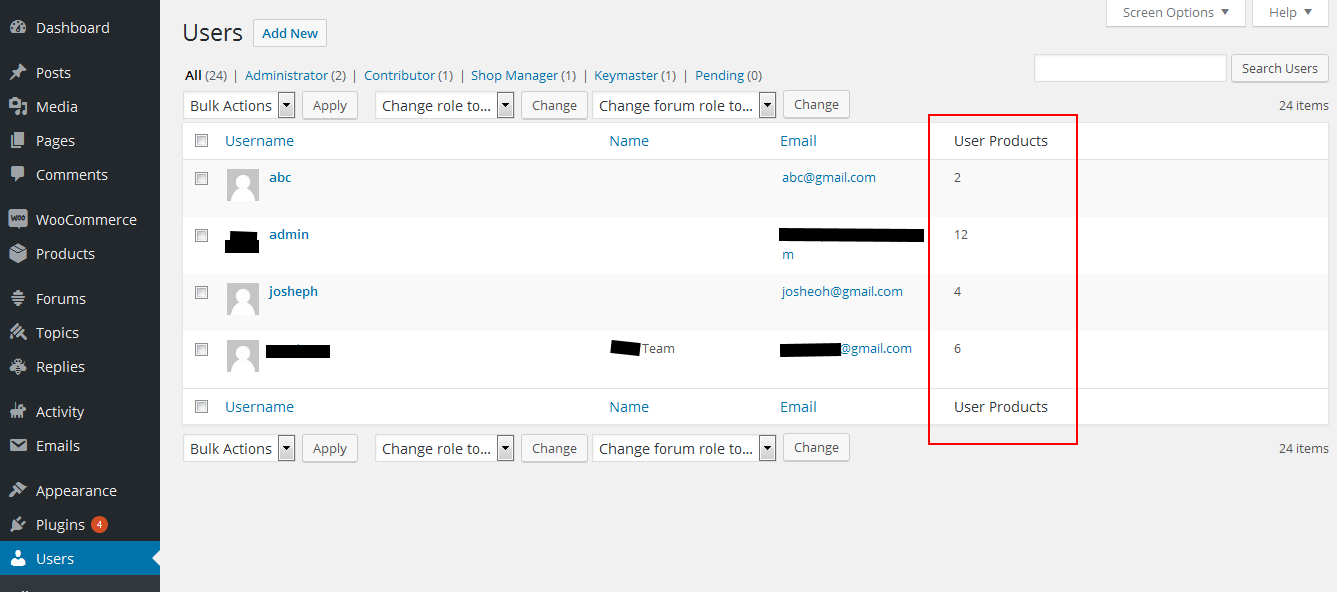 Dashboard
Posts
Media
Pages
Comments
WOO WooCommerce
Products
Forums
Topics
Replies
Activity
Emails
Appearance
Plugins 4
Users
Screen Options Help
Users Add New
All (24) | Administrator (2) | Contributor (1) | Shop Manager (1) | Keymaster (1) | Pending (0)
Search Users
Bulk Actions Apply Change role to... Change Change forum role to... Change 24 items
Username Name Email User Products
abc abc@gmail.com 2
admin 12
m
josheph josheoh@gmail.com 4
Team @gmail.com 6
Username Name Email User Products
Bulk Actions Apply Change role to... Change Change forum role to... Change 24 items